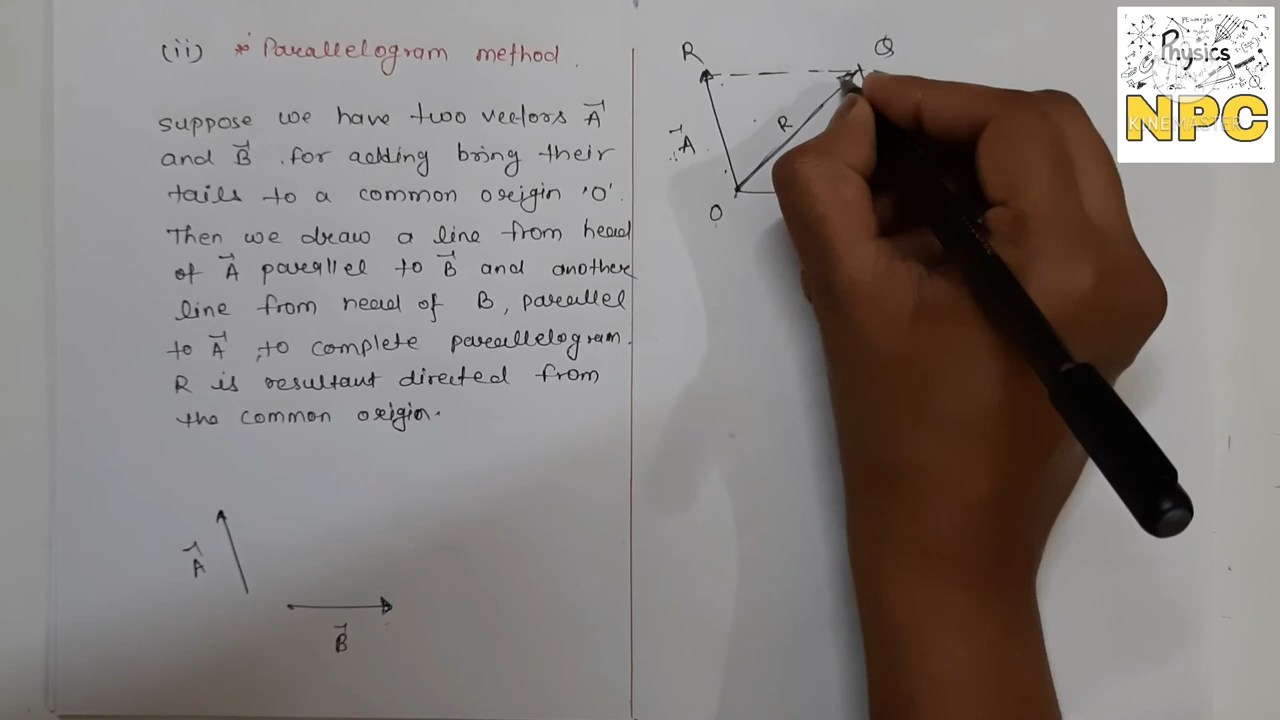 (ii) * Parallelogram method.
suppose we have two vectors A
and B . for adding bring their
tails to a common origin 'O'.
Then we draw a line from head
of A parallel to B and another
line from head of B, parallel
to A , to complete parallelogram.
R is resultant directed from
the common origin.
A
B
R
Q
A
R
O
Physics
NPC
KINEMASTER